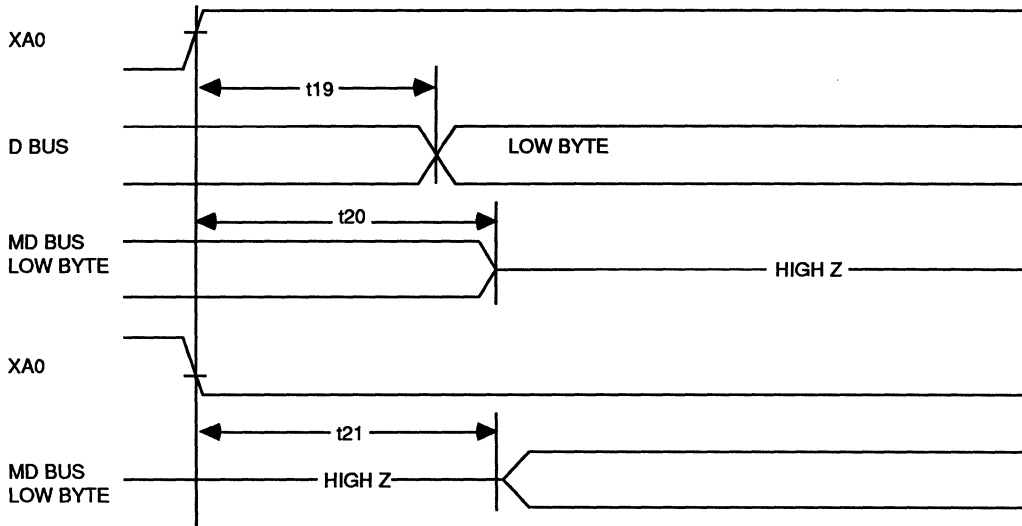 XA0
t19
D BUS
LOW BYTE
t20
MD BUS
LOW BYTE
HIGH Z
XA0
t21
MD BUS
LOW BYTE
HIGH Z